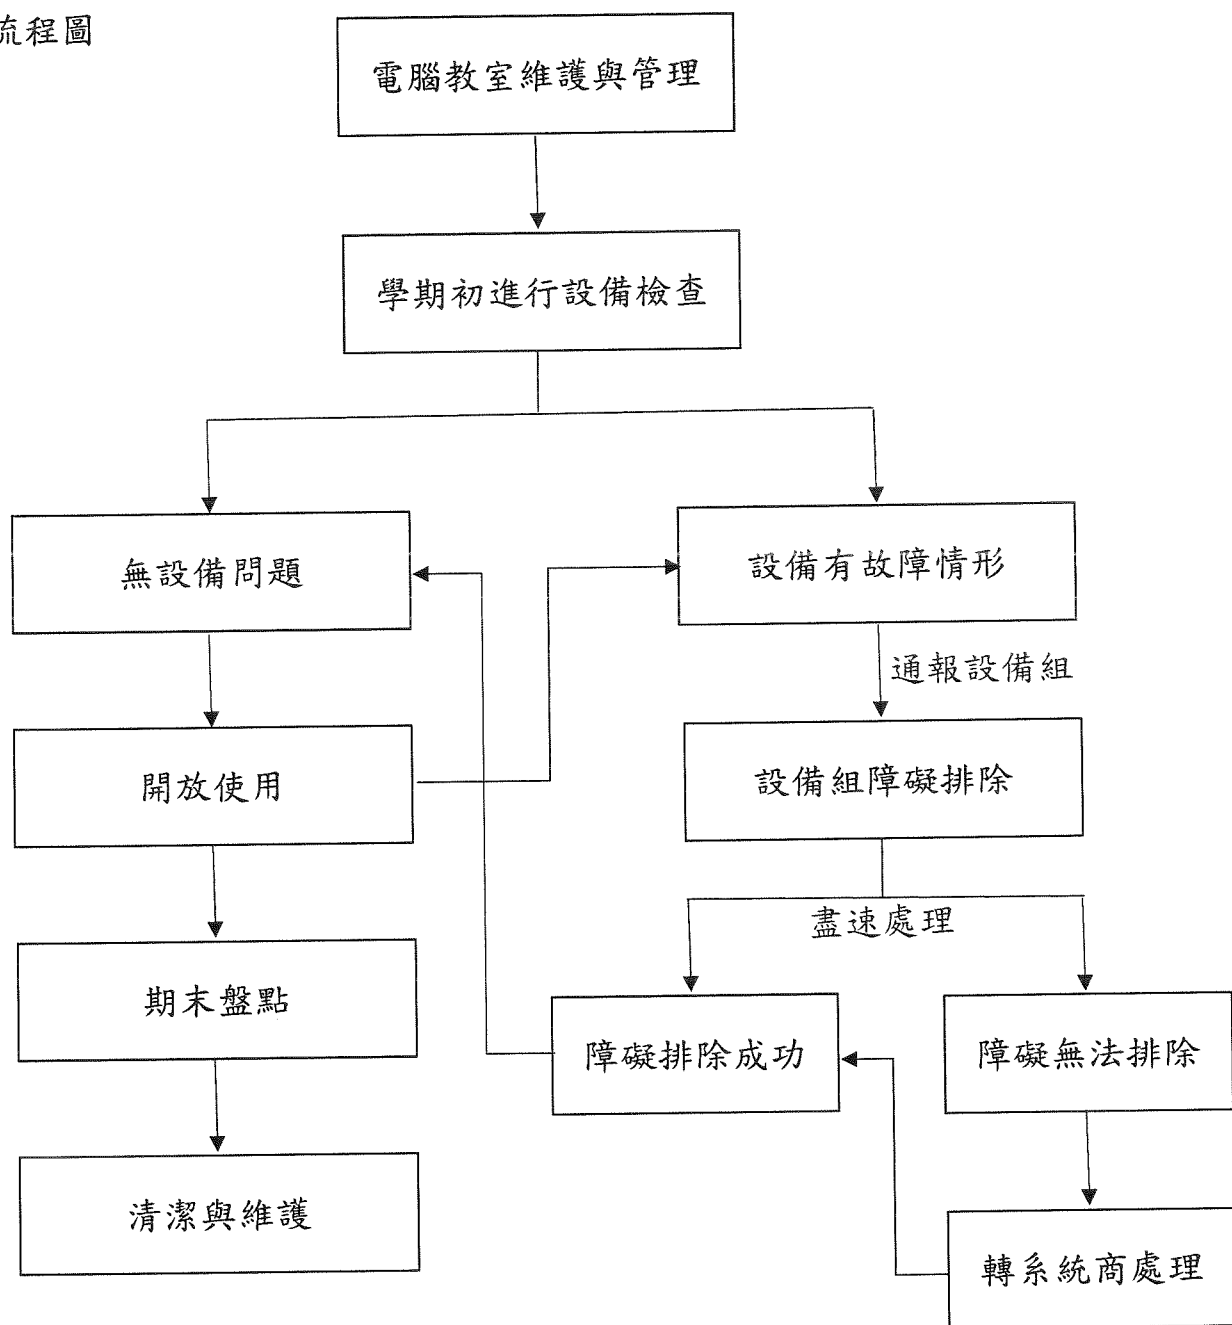 流程圖
電腦教室維護與管理
學期初進行設備檢查
無設備問題
設備有故障情形
通報設備組
開放使用
設備組障礙排除
盡速處理
期末盤點
障礙排除成功
障礙無法排除
清潔與維護
轉系統商處理